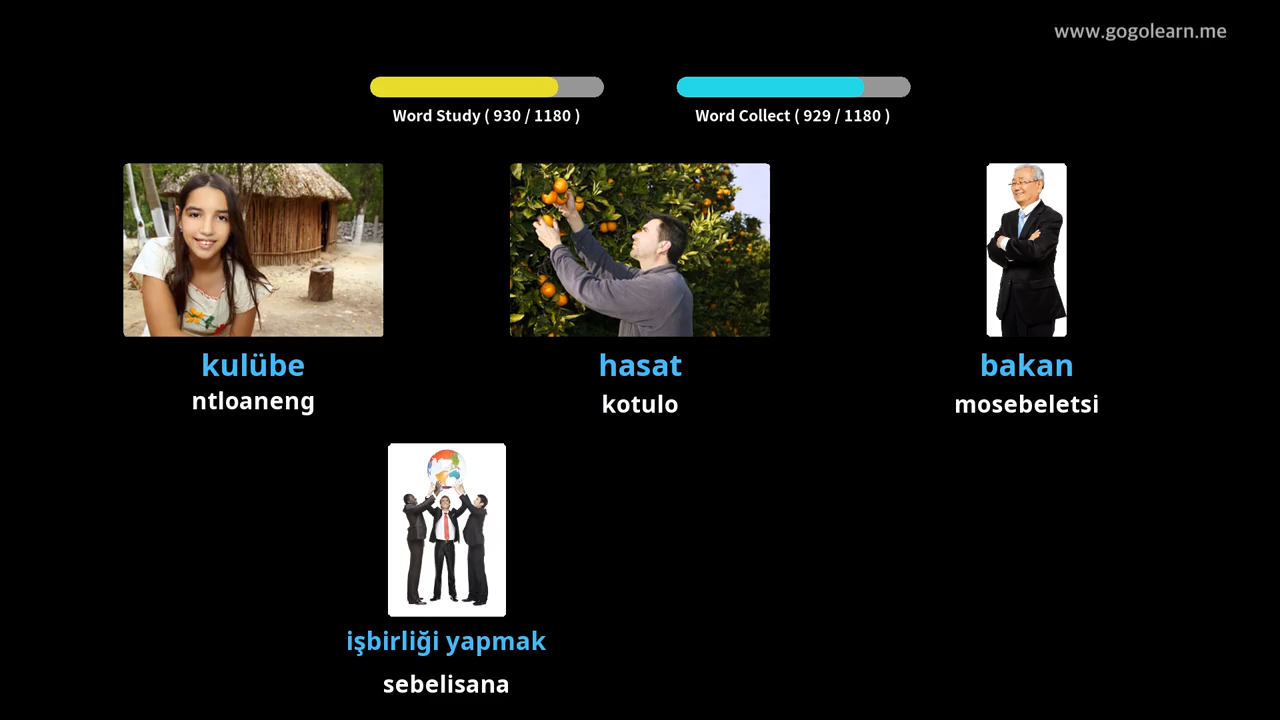 www.gogolearn.me
Word Study ( 930 / 1180 )
Word Collect ( 929 / 1180 )
kulübe
ntloaneng
hasat
kotulo
bakan
mosebeletsi
işbirliği yapmak
sebelisana